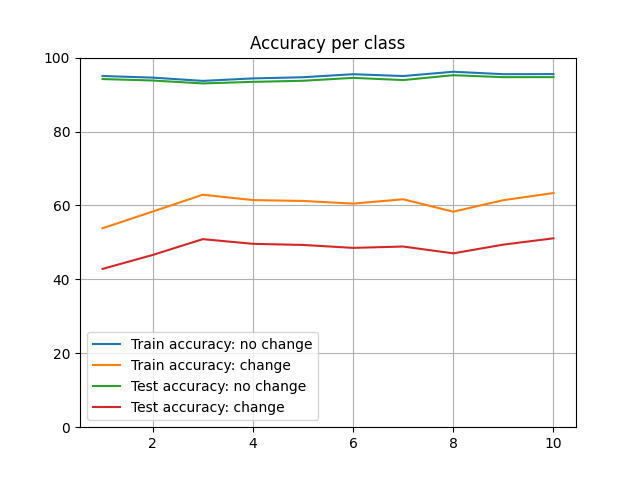 Accuracy per class
100
80
60
40
20
0
Train accuracy: no change
Train accuracy: change
Test accuracy: no change
Test accuracy: change
2 4 6 8 10